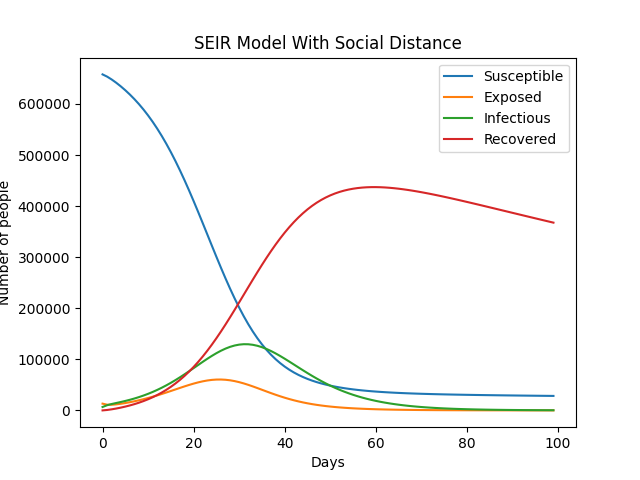 SEIR Model With Social Distance
Number of people
600000
500000
400000
300000
200000
100000
0
Susceptible
Exposed
Infectious
Recovered
0 20 40 60 80 100
Days